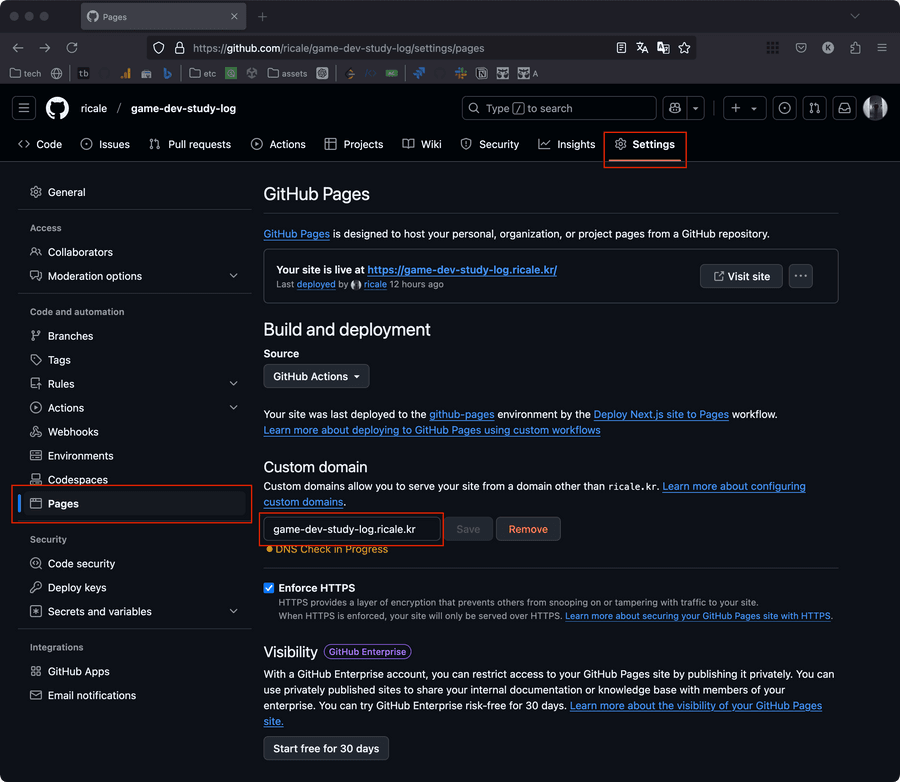 Pages
https://github.com/ricale/game-dev-study-log/settings/pages
K
tech
tb
etc
assets
A
ricale / game-dev-study-log
Type / to search
Code
Issues
Pull requests
Actions
Projects
Wiki
Security
Insights
Settings
General
Access
Collaborators
Moderation options
Code and automation
Branches
Tags
Rules
Actions
Webhooks
Environments
Codespaces
Pages
Security
Code security
Deploy keys
Secrets and variables
Integrations
GitHub Apps
Email notifications
GitHub Pages
GitHub Pages is designed to host your personal, organization, or project pages from a GitHub repository.
Your site is live at https://game-dev-study-log.ricale.kr/
Last deployed by ricale 12 hours ago
Visit site
Build and deployment
Source
GitHub Actions
Your site was last deployed to the github-pages environment by the Deploy Next.js site to Pages workflow.
Learn more about deploying to GitHub Pages using custom workflows
Custom domain
Custom domains allow you to serve your site from a domain other than ricale.kr. Learn more about configuring
custom domains.
game-dev-study-log.ricale.kr
Save
Remove
DNS Check in Progress
Enforce HTTPS
HTTPS provides a layer of encryption that prevents others from snooping on or tampering with traffic to your site.
When HTTPS is enforced, your site will only be served over HTTPS. Learn more about securing your GitHub Pages site with HTTPS.
Visibility GitHub Enterprise
With a GitHub Enterprise account, you can restrict access to your GitHub Pages site by publishing it privately. You can
use privately published sites to share your internal documentation or knowledge base with members of your
enterprise. You can try GitHub Enterprise risk-free for 30 days. Learn more about the visibility of your GitHub Pages
site.
Start free for 30 days